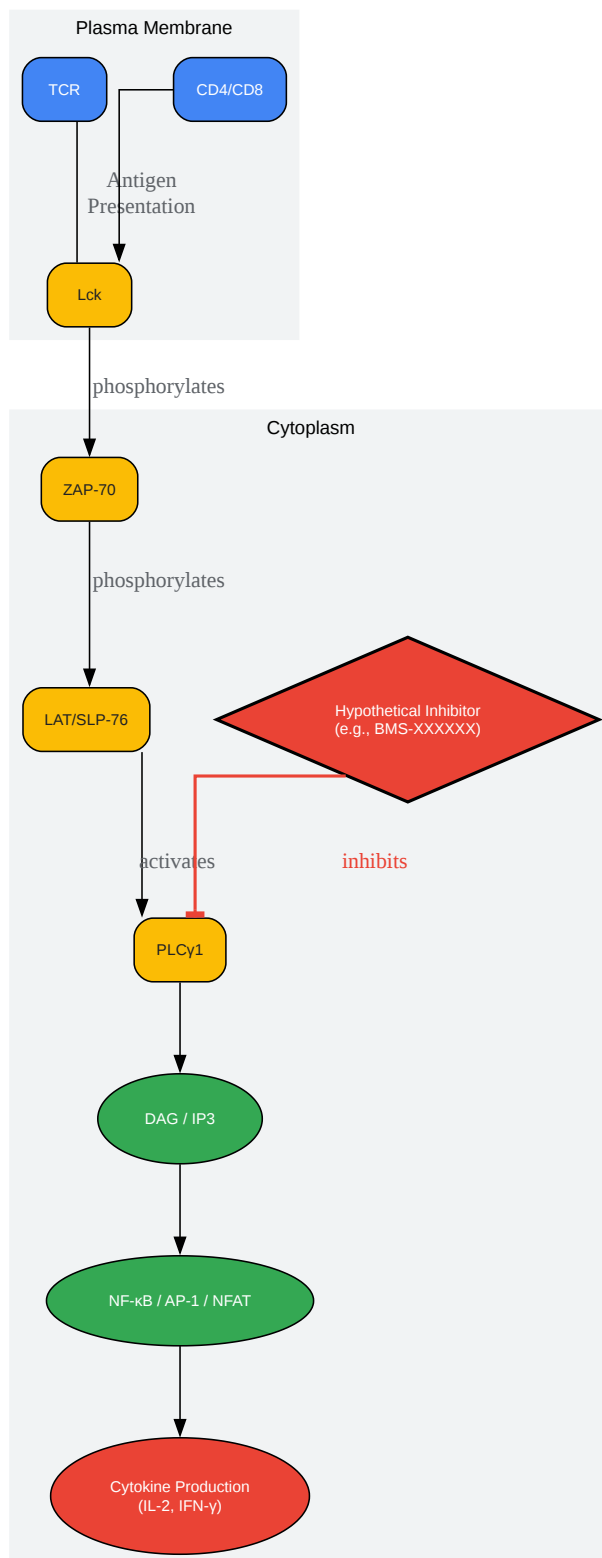 Plasma Membrane
TCR
CD4/CD8
Antigen
Presentation
Lck
phosphorylates
Cytoplasm
ZAP-70
phosphorylates
LAT/SLP-76
Hypothetical Inhibitor
(e.g., BMS-XXXXXX)
activates
inhibits
PLCγ1
DAG / IP3
NF-κB / AP-1 / NFAT
Cytokine Production
(IL-2, IFN-γ)